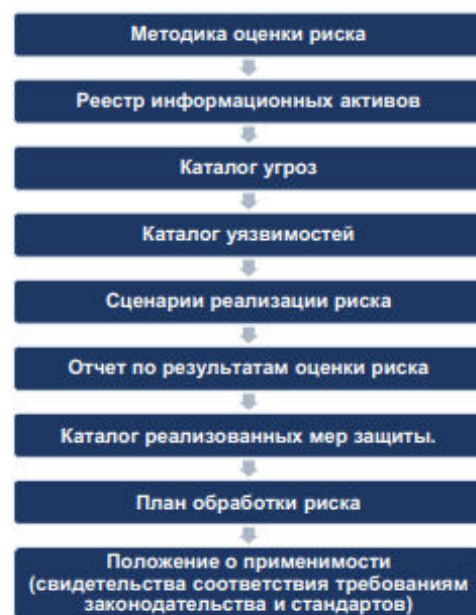 Методика оценки риска
Реестр информационных активов
Каталог угроз
Каталог уязвимостей
Сценарии реализации риска
Отчет по результатам оценки риска
Каталог реализованных мер защиты.
План обработки риска
Положение о применимости
(свидетельства соответствия требованиям
законодательства и стандартов)